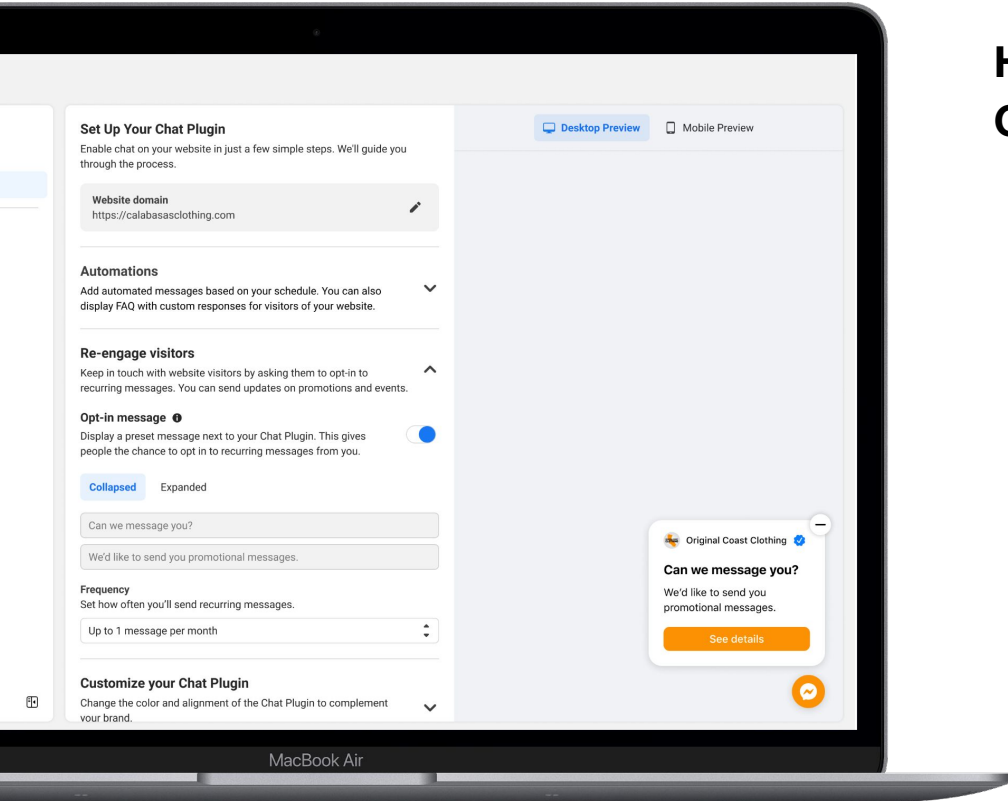 Set Up Your Chat Plugin
Enable chat on your website in just a few simple steps. We'll guide you
through the process.
Website domain
https://calabasasclothing.com
Automations
Add automated messages based on your schedule. You can also
display FAQ with custom responses for visitors of your website.
Re-engage visitors
Keep in touch with website visitors by asking them to opt-in to
recurring messages. You can send updates on promotions and events.
Opt-in message
Display a preset message next to your Chat Plugin. This gives
people the chance to opt in to recurring messages from you.
Collapsed
Expanded
Can we message you?
We'd like to send you promotional messages.
Frequency
Set how often you'll send recurring messages.
Up to 1 message per month
Customize your Chat Plugin
Change the color and alignment of the Chat Plugin to complement
your brand.
Desktop Preview
Mobile Preview
Original Coast Clothing
Can we message you?
We'd like to send you
promotional messages.
See details
MacBook Air